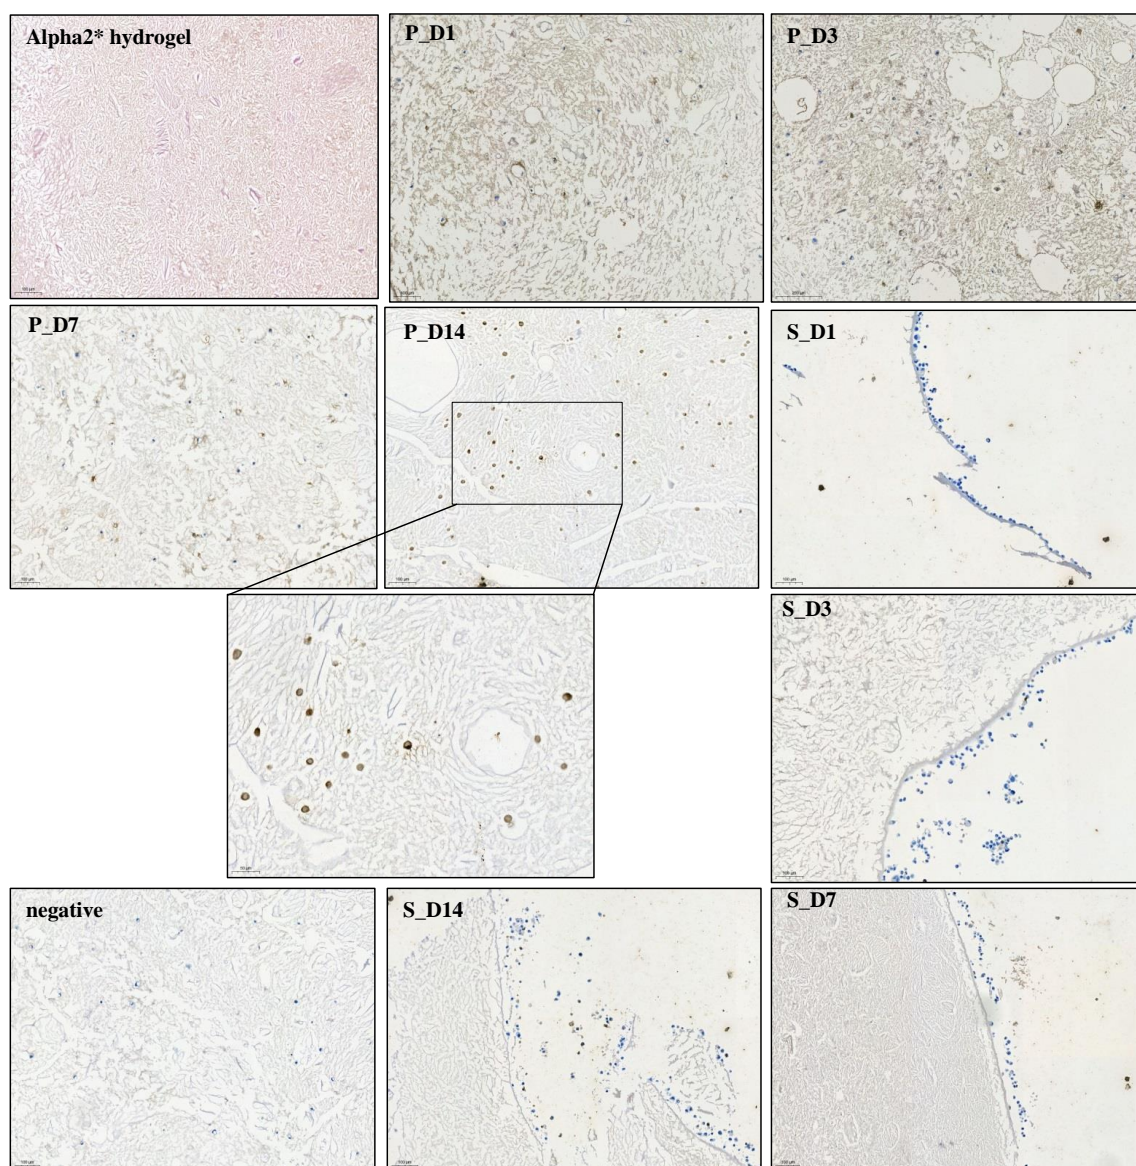 Alpha2* hydrogel
P_D1
P_D3
P_D7
P_D14
S_D1
S_D3
negative
S_D14
S_D7